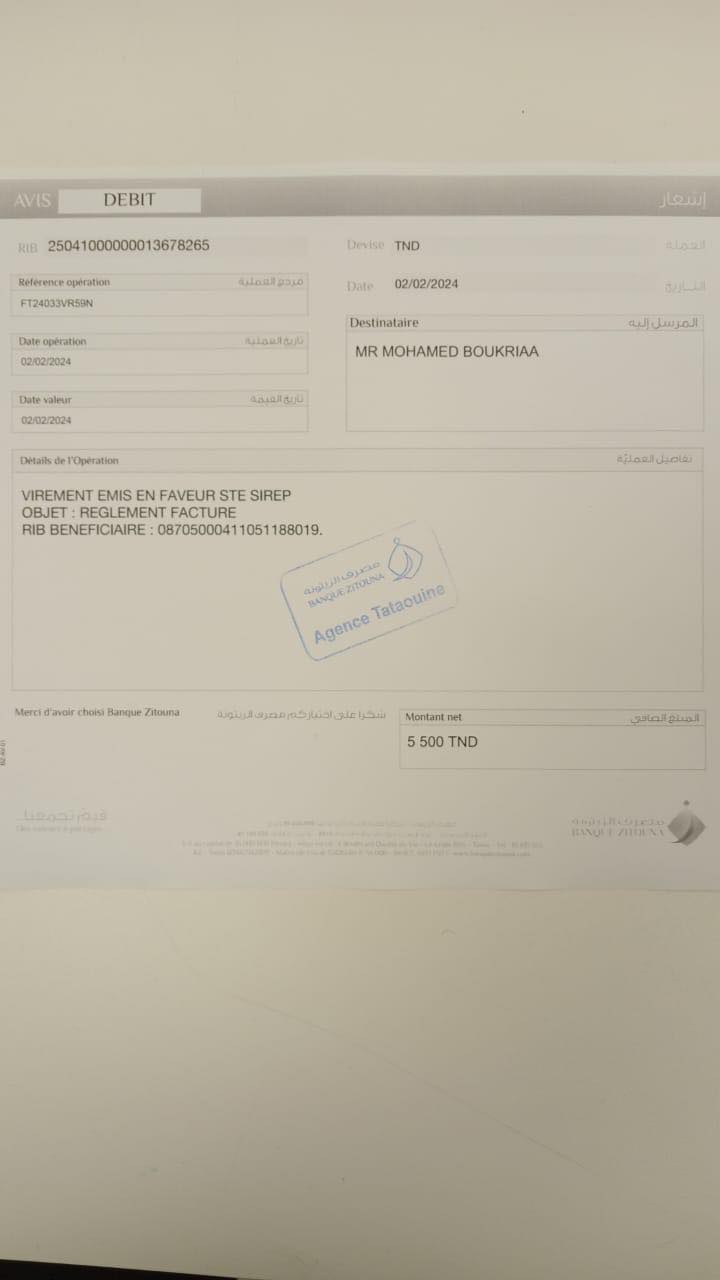 AVIS DEBIT إشعار
RIB 25041000000013678265
Devise TND العملة
Référence opération مرجع العملية
FT24033VR59N
Date 02/02/2024 التاريخ
Date opération تاريخ العملية
02/02/2024
Destinataire المرسل إليه
MR MOHAMED BOUKRIAA
Date valeur تاريخ القيمة
02/02/2024
Détails de l'Opération تفاصيل العملية
VIREMENT EMIS EN FAVEUR STE SIREP
OBJET : REGLEMENT FACTURE
RIB BENEFICIAIRE : 08705000411051188019.
مصرف الزيتونة
BANQUE ZITOUNA
Agence Tataouine
Merci d'avoir choisi Banque Zitouna شكرا على اختياركم مصرف الزيتونة
Montant net المبلغ الصافي
5 500 TND
قيم تجمعنا
مصرف الزيتونة
BANQUE ZITOUNA